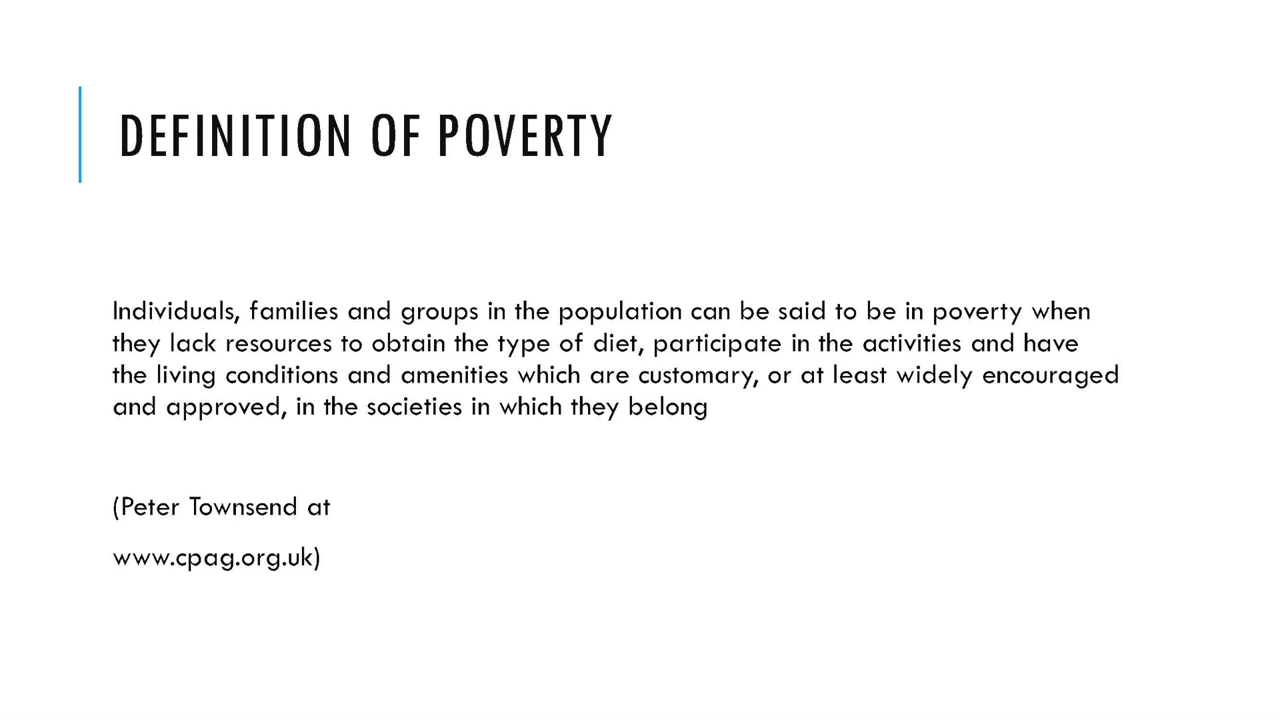 DEFINITION OF POVERTY
Individuals, families and groups in the population can be said to be in poverty when
they lack resources to obtain the type of diet, participate in the activities and have
the living conditions and amenities which are customary, or at least widely encouraged
and approved, in the societies in which they belong
(Peter Townsend at
www.cpag.org.uk)